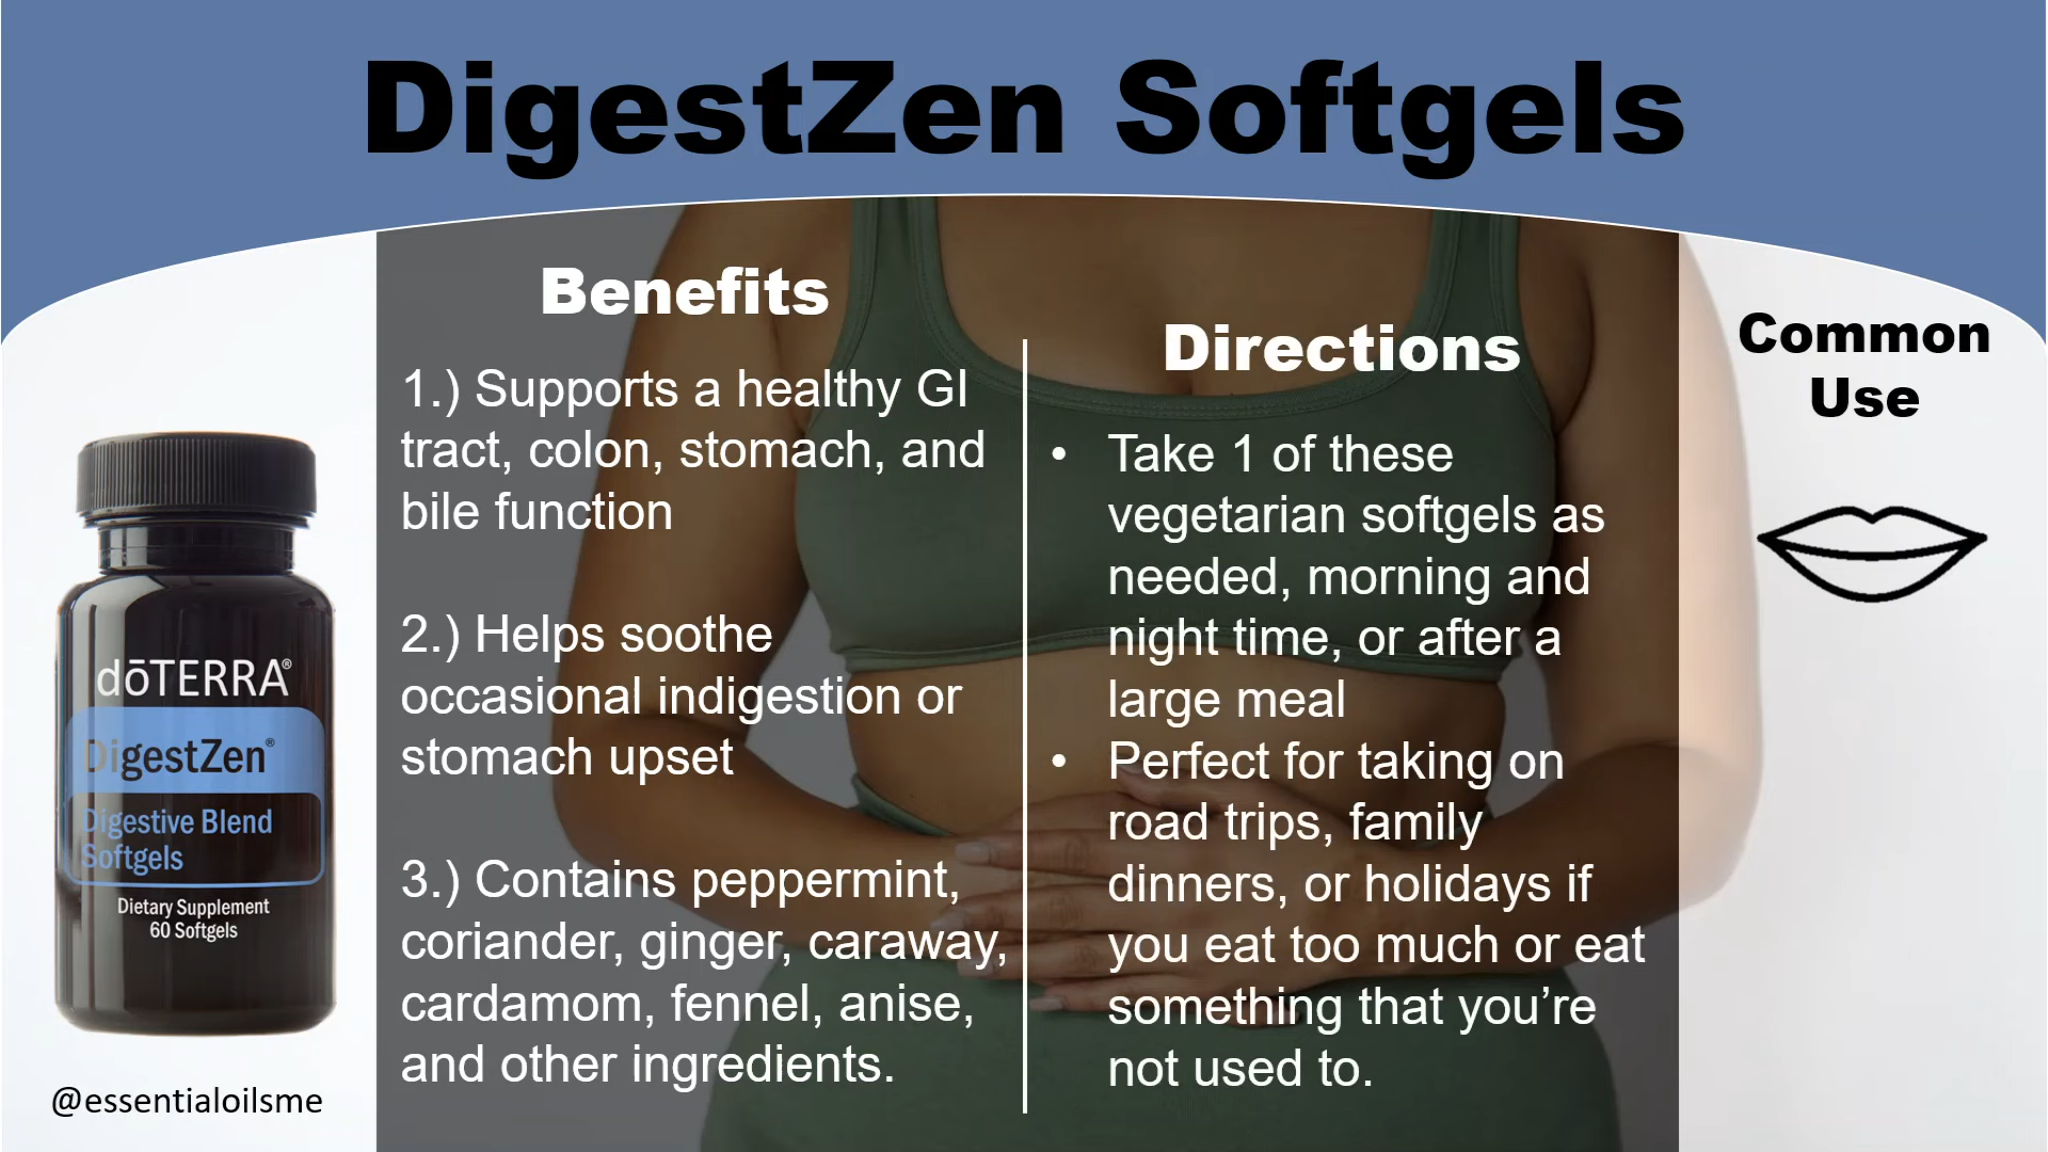 DigestZen Softgels
Benefits
1.) Supports a healthy GI
tract, colon, stomach, and
bile function
2.) Helps soothe
occasional indigestion or
stomach upset
3.) Contains peppermint,
coriander, ginger, caraway,
cardamom, fennel, anise,
and other ingredients.
Directions
• Take 1 of these
vegetarian softgels as
needed, morning and
night time, or after a
large meal
• Perfect for taking on
road trips, family
dinners, or holidays if
you eat too much or eat
something that you’re
not used to.
Common
Use
dōTERRA®
DigestZen®
Digestive Blend
Softgels
Dietary Supplement
60 Softgels
@essentialoilsme